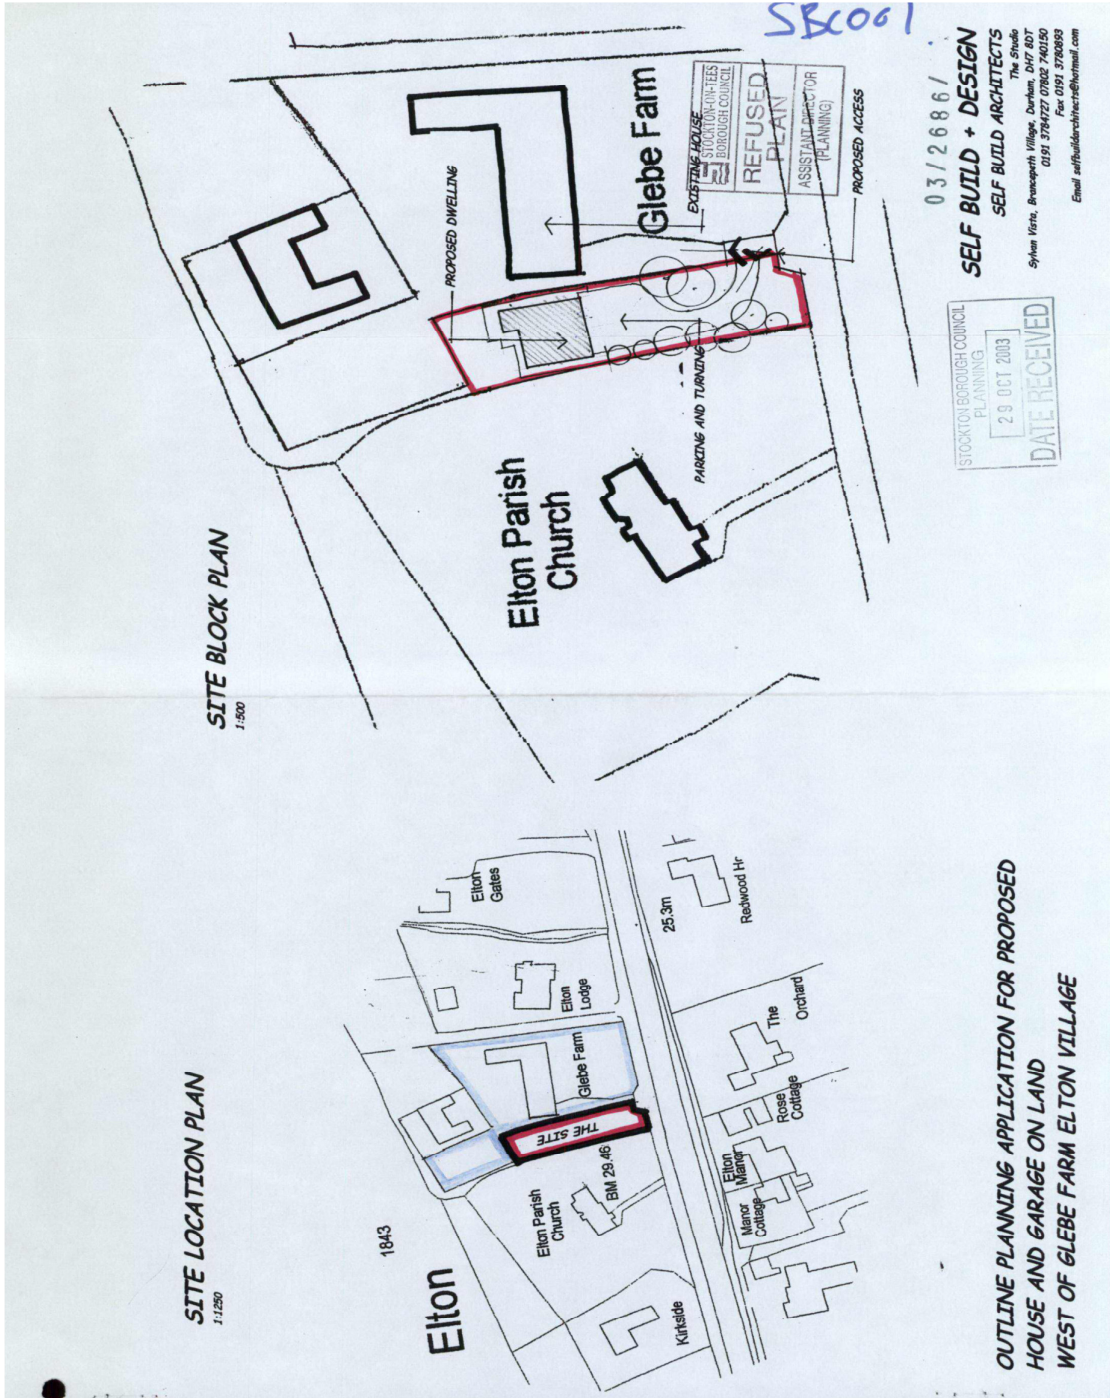 SBC001
SITE LOCATION PLAN
1:1250
Elton
1843
Elton Parish
Church
BM 29.46
THE SITE
Glebe Farm
Elton
Lodge
Elton
Gates
Kirkside
Manor
Cottage
Elton
Manor
Rose
Cottage
The
Orchard
25.3m
Redwood Hr
OUTLINE PLANNING APPLICATION FOR PROPOSED
HOUSE AND GARAGE ON LAND
WEST OF GLEBE FARM ELTON VILLAGE
SITE BLOCK PLAN
1:500
Elton Parish
Church
PROPOSED DWELLING
Glebe Farm
EXISTING HOUSE
PARKING AND TURNING
PROPOSED ACCESS
STOCKTON-ON-TEES
BOROUGH COUNCIL
REFUSED
PLAN
ASSISTANT DIRECTOR
(PLANNING)
03/2686/
SELF BUILD + DESIGN
SELF BUILD ARCHITECTS
The Studio
Sylvan Vista, Brancepeth Village, Durham, DH7 8DT
0191 3784727 07802 740150
Fax 0191 3780893
Email selfbuildarchitects@hotmail.com
STOCKTON BOROUGH COUNCIL
PLANNING
29 OCT 2003
DATE RECEIVED